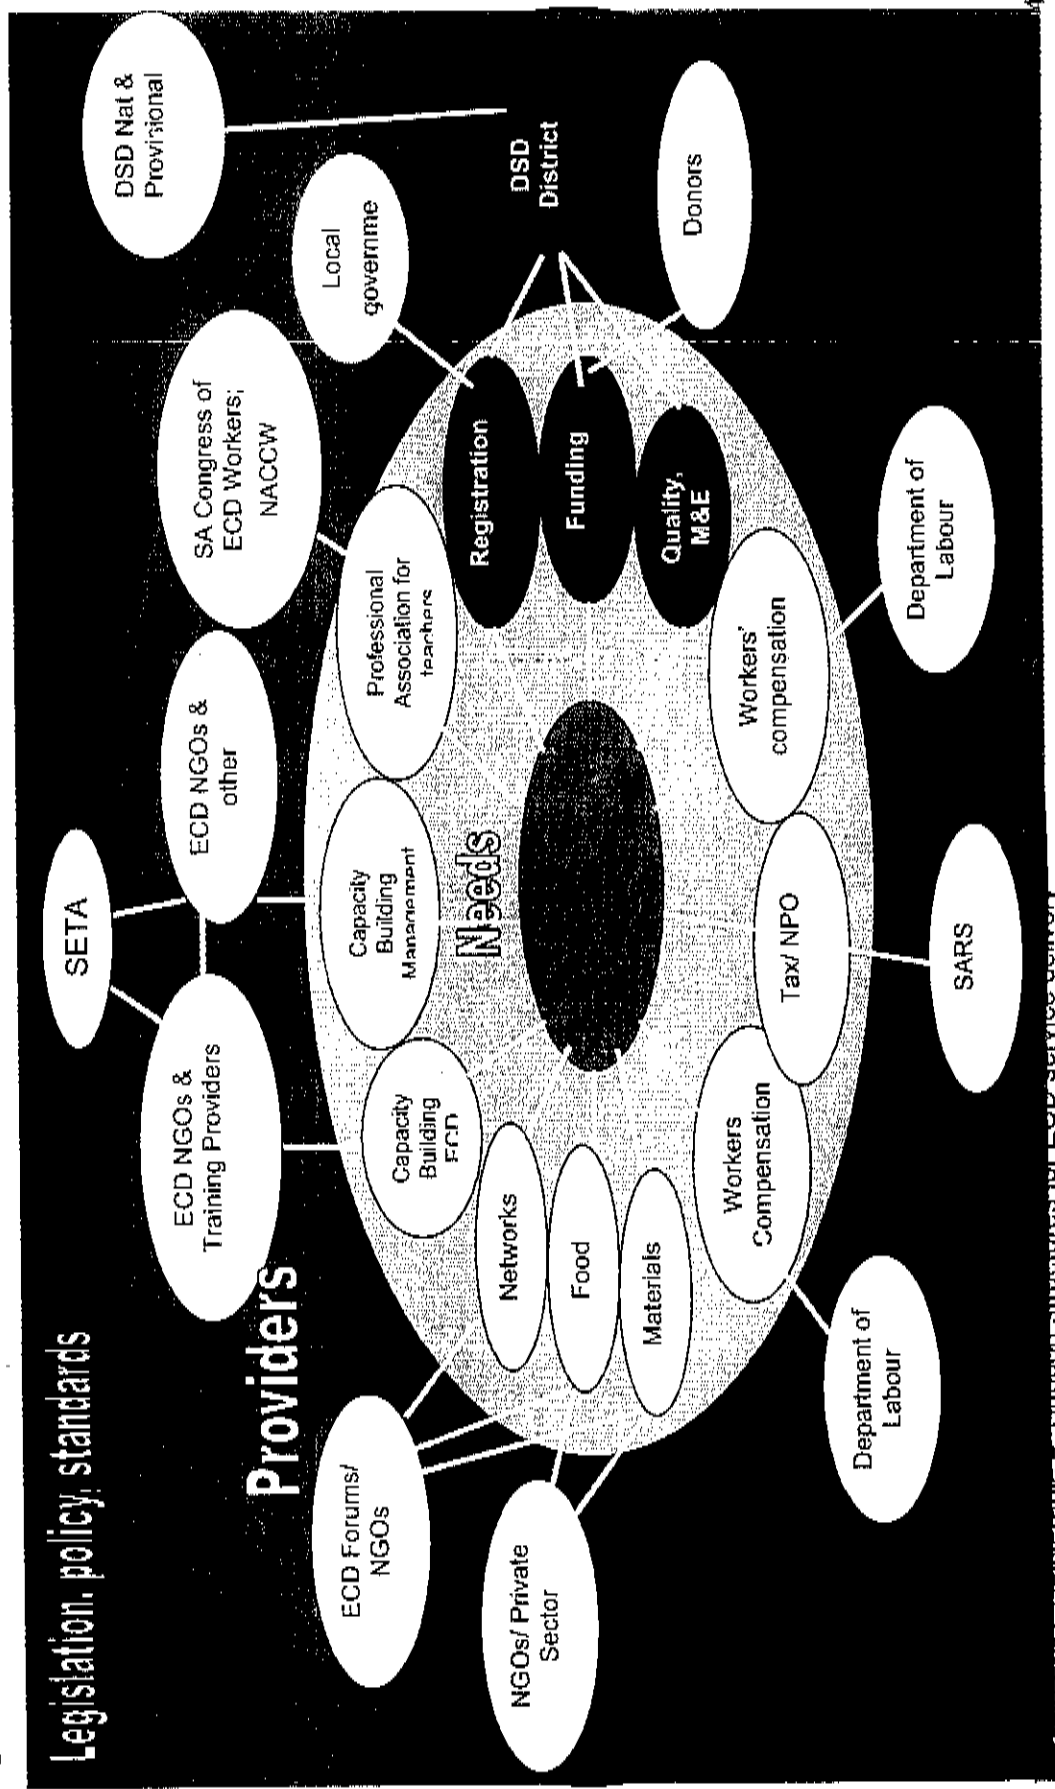 Legislation, policy, standards
Providers
SETA
DSD Nat &
Provisional
ECD NGOs &
Training Providers
ECD NGOs &
other
SA Congress of
ECD Workers;
NACCW
Local
governme
DSD
District
Donors
ECD Forums/
NGOs
NGOs/ Private
Sector
Capacity
Building
ECD
Capacity
Building
Management
Professional
Association for
teachers
Registration
Funding
Quality,
M&E
Needs
Networks
Food
Materials
Workers
Compensation
Tax/ NPO
Workers'
compensation
Department of
Labour
SARS
Department of
Labour
ECD service delivery